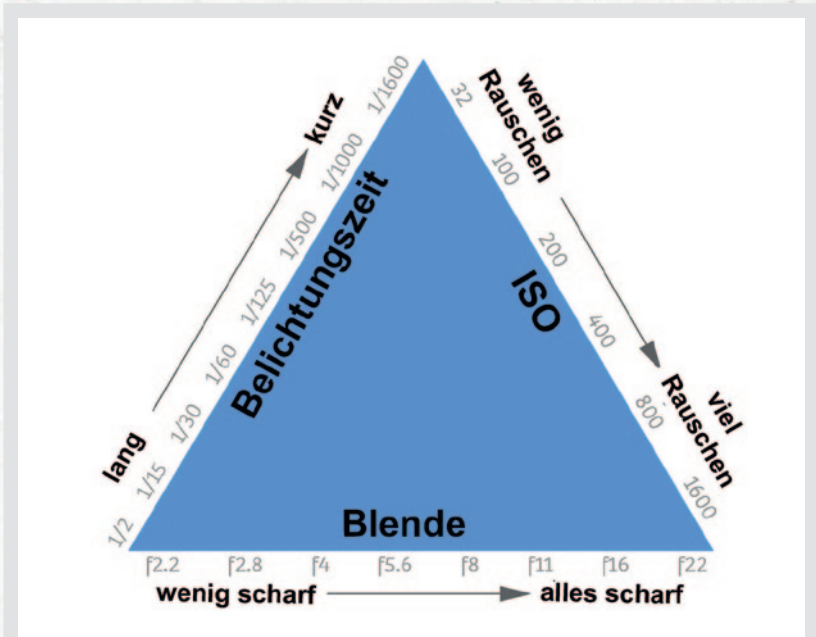 wenig
Rauschen
kurz
1/1600
1/1000
1/500
1/125
1/60
1/30
1/15
1/2
lang
Belichtungszeit
32
100
200
400
800
1600
ISO
viel
Rauschen
Blende
f2.2 f2.8 f4 f5.6 f8 f11 f16 f22
wenig scharf alles scharf